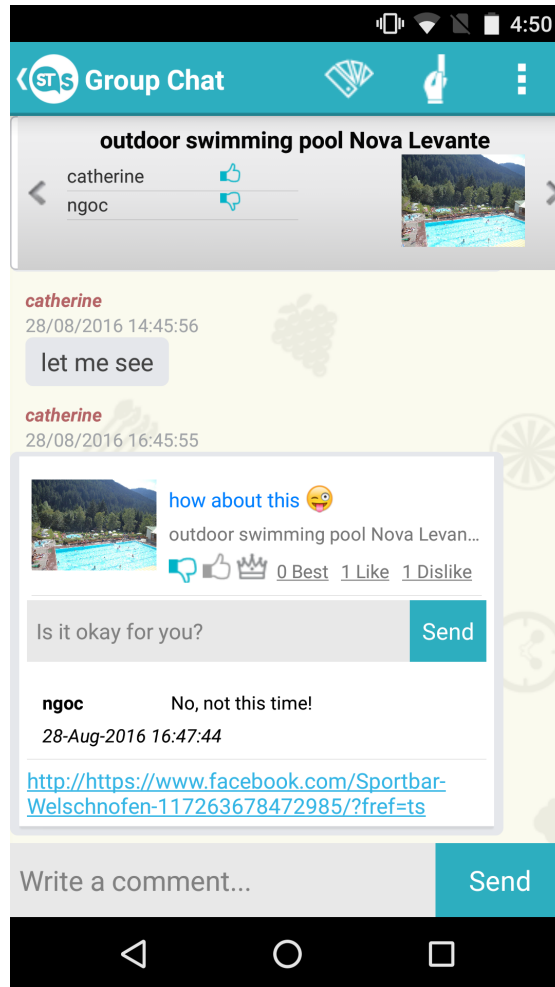 4:50
STS Group Chat
outdoor swimming pool Nova Levante
catherine
ngoc
catherine
28/08/2016 14:45:56
let me see
catherine
28/08/2016 16:45:55
how about this 😜
outdoor swimming pool Nova Levan...
0 Best 1 Like 1 Dislike
Is it okay for you? Send
ngoc No, not this time!
28-Aug-2016 16:47:44
http://https://www.facebook.com/Sportbar-
Welschnofen-117263678472985/?fref=ts
Write a comment... Send